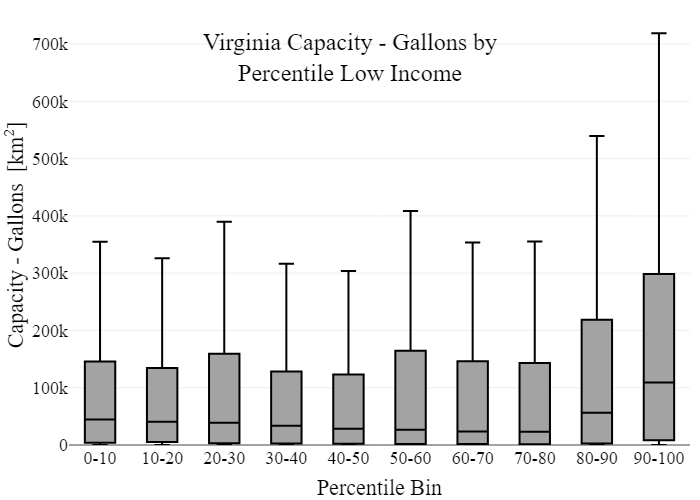 Virginia Capacity - Gallons by
Percentile Low Income
Capacity - Gallons [km²]
700k
600k
500k
400k
300k
200k
100k
0
0-10 10-20 20-30 30-40 40-50 50-60 60-70 70-80 80-90 90-100
Percentile Bin